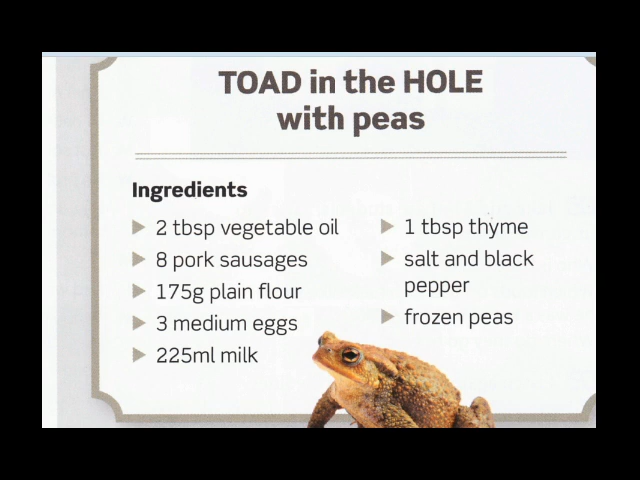 TOAD in the HOLE
with peas
Ingredients
2 tbsp vegetable oil
8 pork sausages
175g plain flour
3 medium eggs
225ml milk
1 tbsp thyme
salt and black
pepper
frozen peas